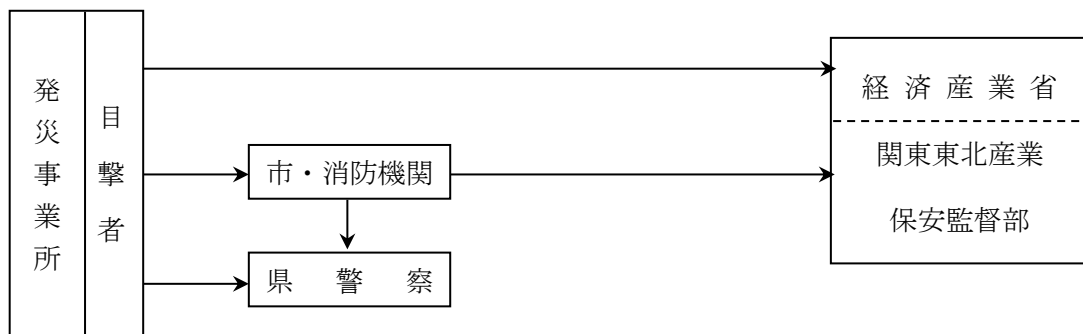 発災事業所
目撃者
市・消防機関
県警察
経済産業省
関東東北産業
保安監督部